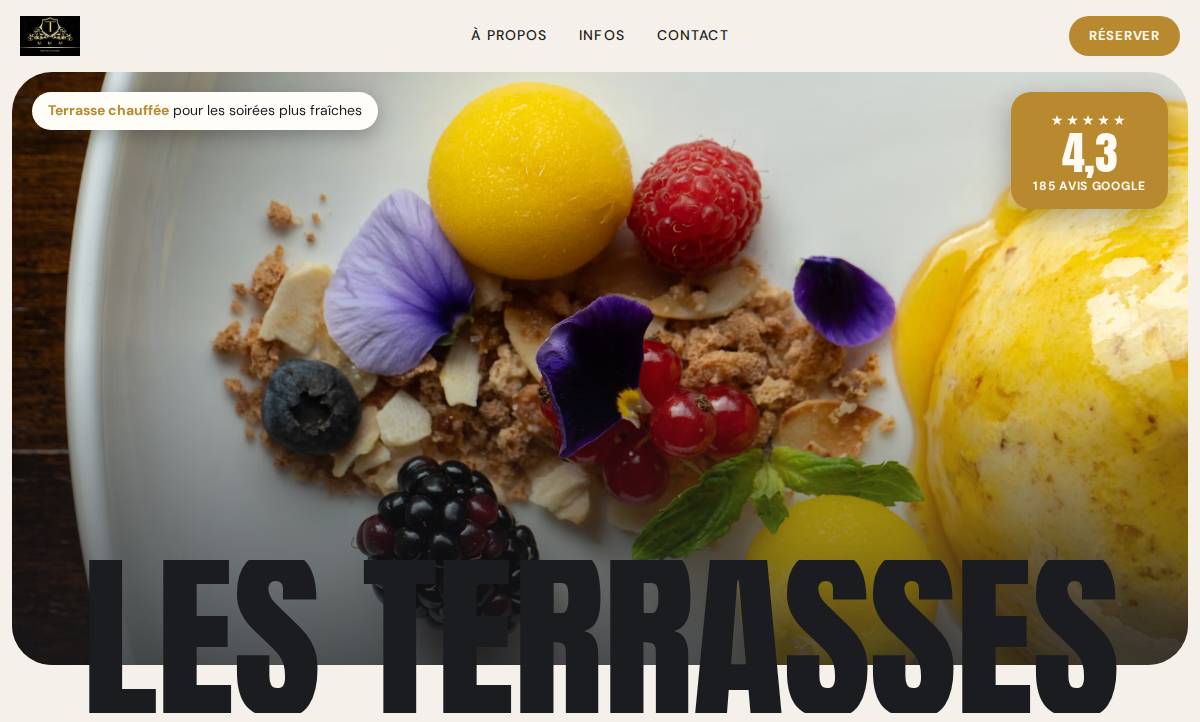 À PROPOS
INFOS
CONTACT
RÉSERVER
Terrasse chauffée pour les soirées plus fraîches
★★★★★
4,3
185 AVIS GOOGLE
LES TERRASSES